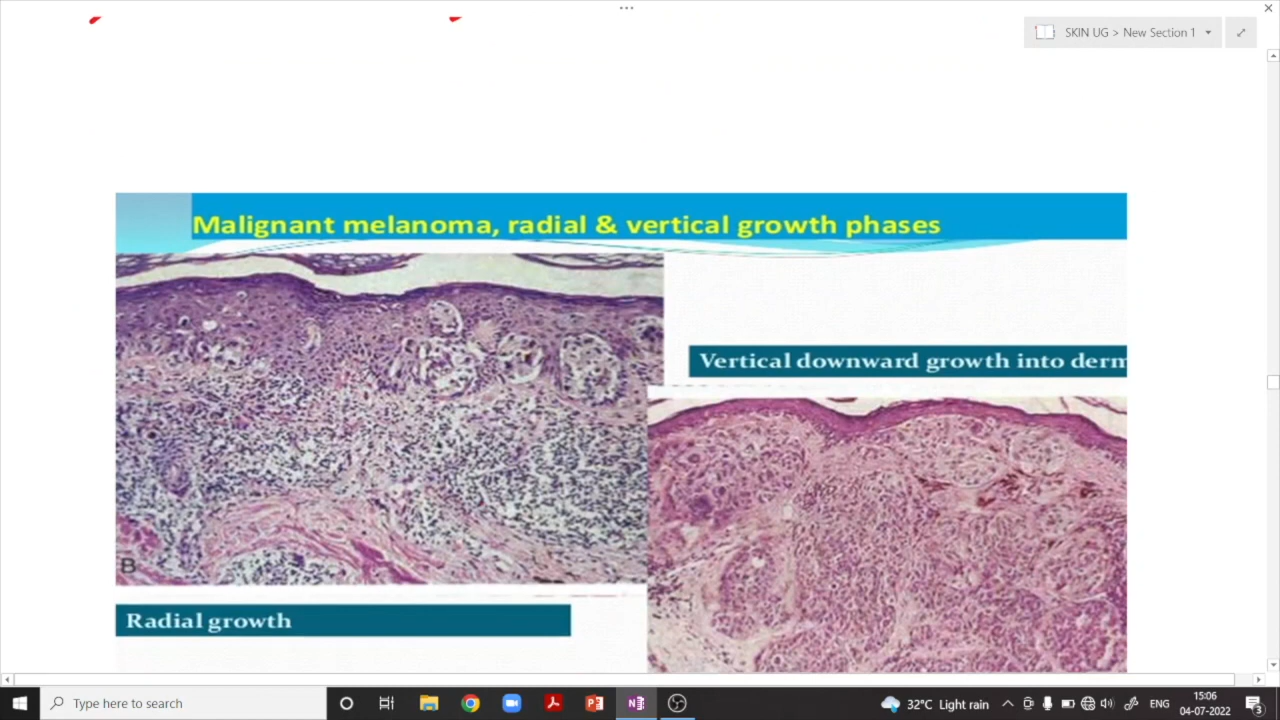 SKIN UG > New Section 1
Malignant melanoma, radial & vertical growth phases
Vertical downward growth into derm
B
Radial growth
Type here to search
32°C Light rain
ENG
15:06
04-07-2022
3